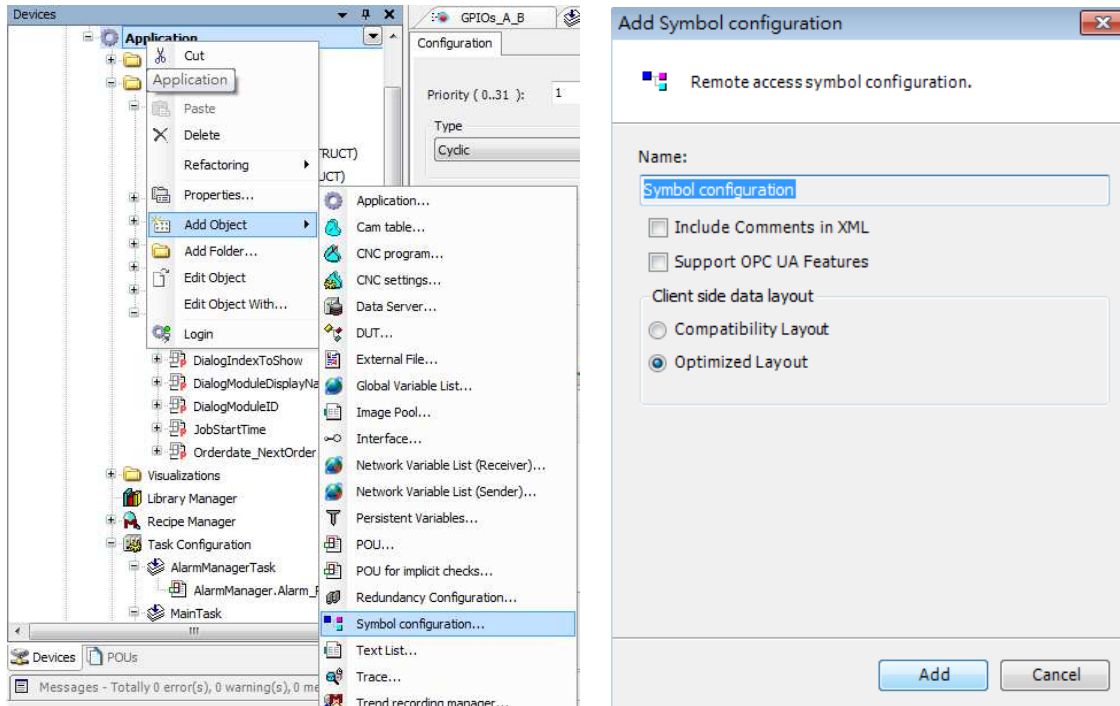 Devices
Application
Cut
Application
Paste
Delete
Refactoring
RUCT)
UCT)
Properties...
Add Object
Add Folder...
Edit Object
Edit Object With...
Login
DialogIndexToShow
DialogModuleDisplayNa
DialogModuleID
JobStartTime
Orderdate_NextOrder
Visualizations
Library Manager
Recipe Manager
Task Configuration
AlarmManagerTask
AlarmManager.Alarm_P
MainTask
Devices
POUs
Messages - Totally 0 error(s), 0 warning(s), 0 me
GPIOs_A_B
Configuration
Priority ( 0..31 ): 1
Type
Cyclic
Application...
Cam table...
CNC program...
CNC settings...
Data Server...
DUT...
External File...
Global Variable List...
Image Pool...
Interface...
Network Variable List (Receiver)...
Network Variable List (Sender)...
Persistent Variables...
POU...
POU for implicit checks...
Redundancy Configuration...
Symbol configuration...
Text List...
Trace...
Trend recording manager...
Add Symbol configuration
Remote access symbol configuration.
Name:
Symbol configuration
Include Comments in XML
Support OPC UA Features
Client side data layout
Compatibility Layout
Optimized Layout
Add
Cancel